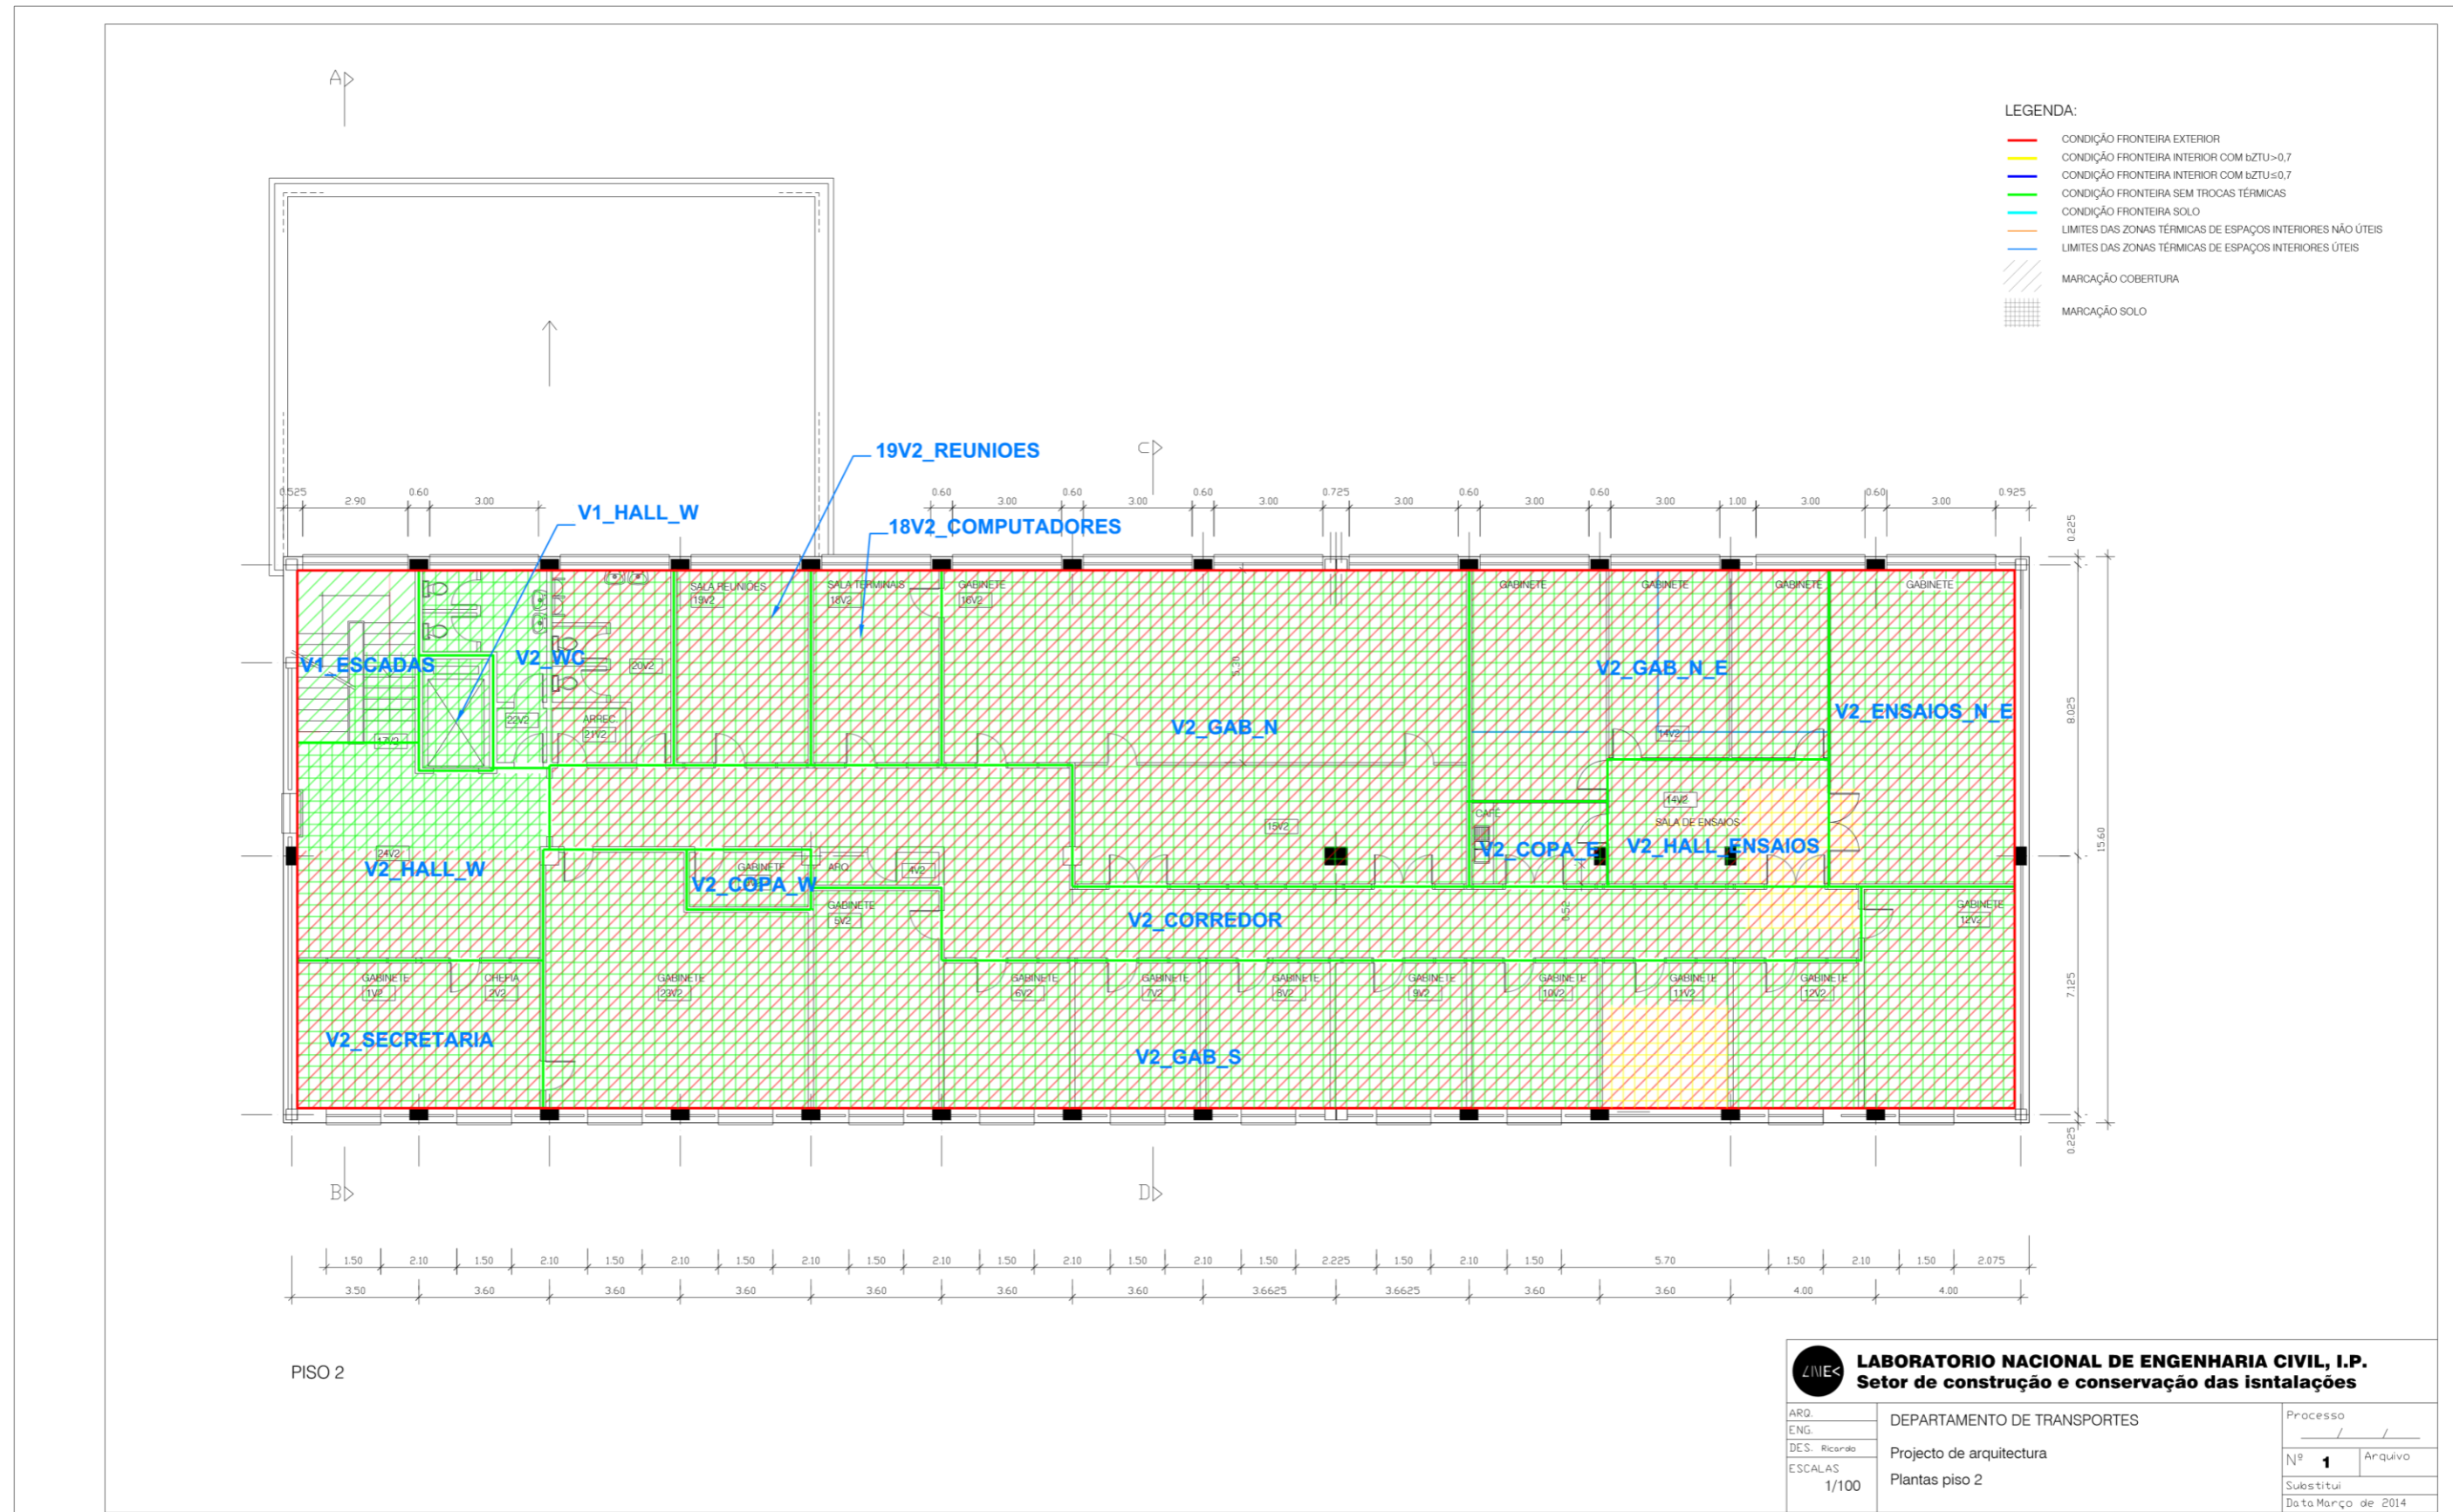 A
LEGENDA:
CONDIÇÃO FRONTEIRA EXTERIOR
CONDIÇÃO FRONTEIRA INTERIOR COM bZTU>0,7
CONDIÇÃO FRONTEIRA INTERIOR COM bZTU≤0,7
CONDIÇÃO FRONTEIRA SEM TROCAS TÉRMICAS
CONDIÇÃO FRONTEIRA SOLO
LIMITES DAS ZONAS TÉRMICAS DE ESPAÇOS INTERIORES NÃO ÚTEIS
LIMITES DAS ZONAS TÉRMICAS DE ESPAÇOS INTERIORES ÚTEIS
MARCAÇÃO COBERTURA
MARCAÇÃO SOLO
19V2_REUNIOES
C
V1_HALL_W
18V2_COMPUTADORES
0.525 2.90 0.60 3.00 0.60 3.00 0.60 3.00 0.60 3.00 0.725 3.00 0.60 3.00 0.60 3.00 1.00 3.00 0.60 3.00 0.925
0.225
SALA REUNIÕES
19V2
SALA TERMINAIS
18V2
GABINETE
16V2
GABINETE
GABINETE
GABINETE
GABINETE
V1_ESCADAS
V2_WC
20V2
5.30
V2_GAB_N_E
V2_ENSAIOS_N_E
8.025
22V2
ARREC.
21V2
17V2
V2_GAB_N
14V2
14V2
SALA DE ENSAIOS
CAFÉ
15V2
15.60
24V2
V2_HALL_W
GABINETE
V2_COPA_W
ARQ.
4V2
V2_COPA_E
V2_HALL_ENSAIOS
GABINETE
5V2
V2_CORREDOR
0.52
GABINETE
12V2
GABINETE
1V2
CHEFIA
2V2
GABINETE
23V2
GABINETE
6V2
GABINETE
7V2
GABINETE
8V2
GABINETE
9V2
GABINETE
10V2
GABINETE
11V2
GABINETE
12V2
7.125
V2_SECRETARIA
V2_GAB_S
0.225
B
D
1.50 2.10 1.50 2.10 1.50 2.10 1.50 2.10 1.50 2.10 1.50 2.10 1.50 2.10 1.50 2.225 1.50 2.10 1.50 5.70 1.50 2.10 1.50 2.075
3.50 3.60 3.60 3.60 3.60 3.60 3.60 3.6625 3.6625 3.60 3.60 4.00 4.00
PISO 2
LNEC
LABORATORIO NACIONAL DE ENGENHARIA CIVIL, I.P.
Setor de construção e conservação das isntalações
ARQ.
ENG.
DES. Ricardo
ESCALAS
1/100
DEPARTAMENTO DE TRANSPORTES
Projecto de arquitectura
Plantas piso 2
Processo
/ /
Nº 1
Arquivo
Substitui
Data Março de 2014